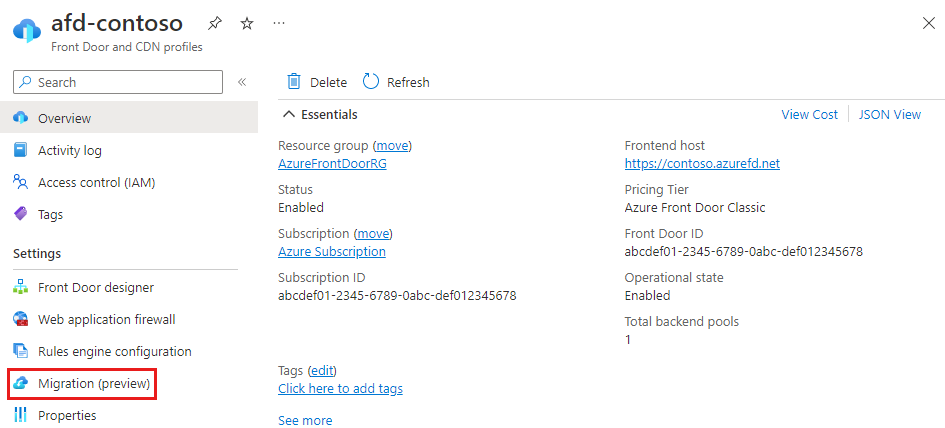 afd-contoso
Front Door and CDN profiles
Search
Overview
Activity log
Access control (IAM)
Tags
Settings
Front Door designer
Web application firewall
Rules engine configuration
Migration (preview)
Properties
Delete Refresh
Essentials
View Cost JSON View
Resource group (move)
AzureFrontDoorRG
Status
Enabled
Subscription (move)
Azure Subscription
Subscription ID
abcdef01-2345-6789-0abc-def012345678
Frontend host
https://contoso.azurefd.net
Pricing Tier
Azure Front Door Classic
Front Door ID
abcdef01-2345-6789-0abc-def012345678
Operational state
Enabled
Total backend pools
1
Tags (edit)
Click here to add tags
See more